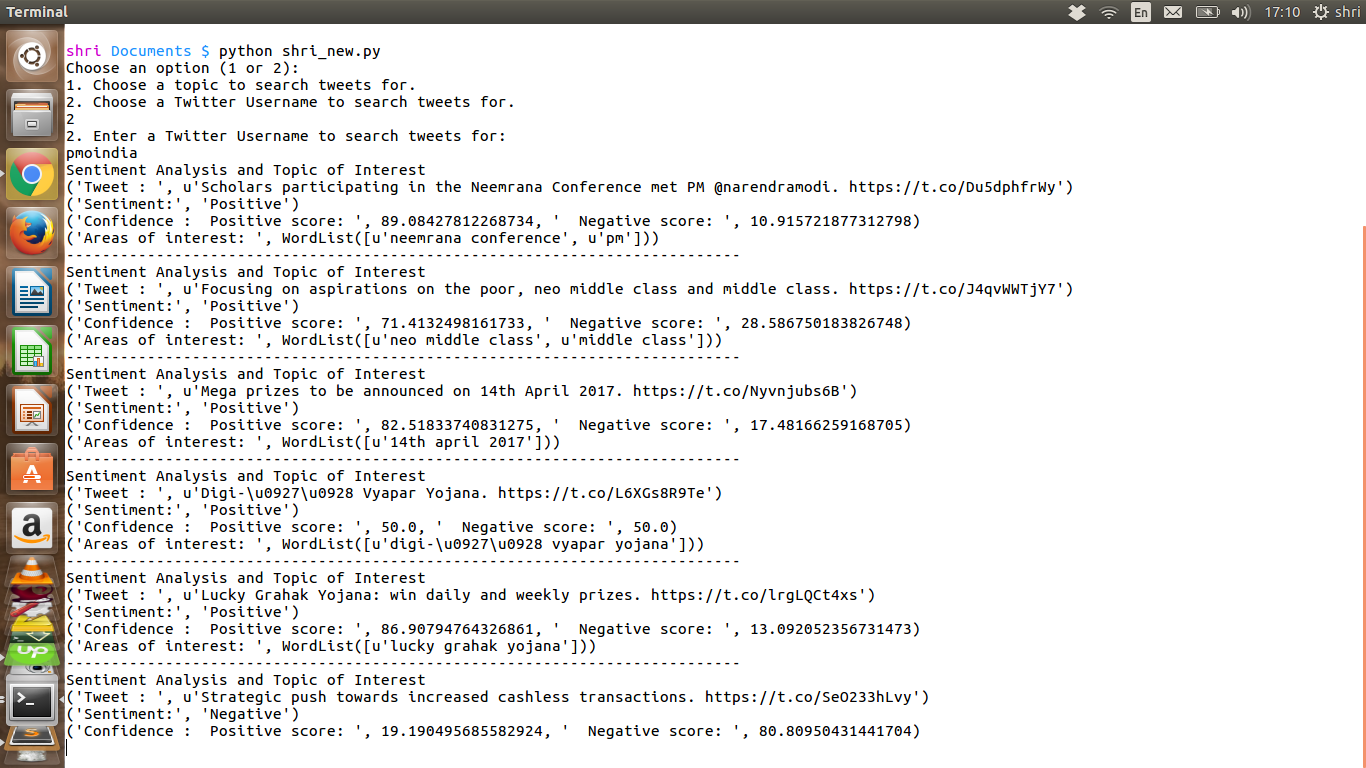 Terminal
En
17:10
shri
shri Documents $ python shri_new.py
Choose an option (1 or 2):
1. Choose a topic to search tweets for.
2. Choose a Twitter Username to search tweets for.
2
2. Enter a Twitter Username to search tweets for:
pmoindia
Sentiment Analysis and Topic of Interest
('Tweet : ', u'Scholars participating in the Neemrana Conference met PM @narendramodi. https://t.co/Du5dphfrWy')
('Sentiment:', 'Positive')
('Confidence :  Positive score: ', 89.08427812268734, '  Negative score: ', 10.915721877312798)
('Areas of interest: ', WordList([u'neemrana conference', u'pm']))
---------------------------------------------------------------------------
Sentiment Analysis and Topic of Interest
('Tweet : ', u'Focusing on aspirations on the poor, neo middle class and middle class. https://t.co/J4qvWWTjY7')
('Sentiment:', 'Positive')
('Confidence :  Positive score: ', 71.4132498161733, '  Negative score: ', 28.586750183826748)
('Areas of interest: ', WordList([u'neo middle class', u'middle class']))
---------------------------------------------------------------------------
Sentiment Analysis and Topic of Interest
('Tweet : ', u'Mega prizes to be announced on 14th April 2017. https://t.co/Nyvnjubs6B')
('Sentiment:', 'Positive')
('Confidence :  Positive score: ', 82.51833740831275, '  Negative score: ', 17.48166259168705)
('Areas of interest: ', WordList([u'14th april 2017']))
---------------------------------------------------------------------------
Sentiment Analysis and Topic of Interest
('Tweet : ', u'Digi-\u0927\u0928 Vyapar Yojana. https://t.co/L6XGs8R9Te')
('Sentiment:', 'Positive')
('Confidence :  Positive score: ', 50.0, '  Negative score: ', 50.0)
('Areas of interest: ', WordList([u'digi-\u0927\u0928 vyapar yojana']))
---------------------------------------------------------------------------
Sentiment Analysis and Topic of Interest
('Tweet : ', u'Lucky Grahak Yojana: win daily and weekly prizes. https://t.co/lrgLQCt4xs')
('Sentiment:', 'Positive')
('Confidence :  Positive score: ', 86.90794764326861, '  Negative score: ', 13.092052356731473)
('Areas of interest: ', WordList([u'lucky grahak yojana']))
---------------------------------------------------------------------------
Sentiment Analysis and Topic of Interest
('Tweet : ', u'Strategic push towards increased cashless transactions. https://t.co/SeO233hLvy')
('Sentiment:', 'Negative')
('Confidence :  Positive score: ', 19.190495685582924, '  Negative score: ', 80.80950431441704)